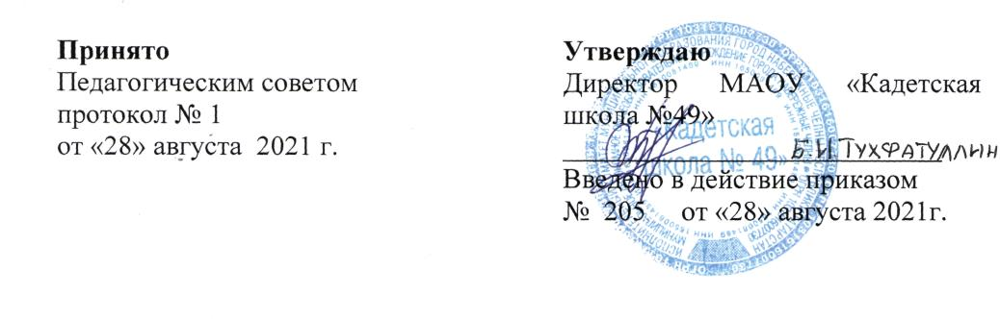 Принято
Педагогическим советом
протокол № 1
от «28» августа 2021 г.
Утверждаю
Директор МАОУ «Кадетская
школа №49»
Б.И Тухфатуллин
Введено в действие приказом
№ 205 от «28» августа 2021г.
«Кадетская
школа № 49»